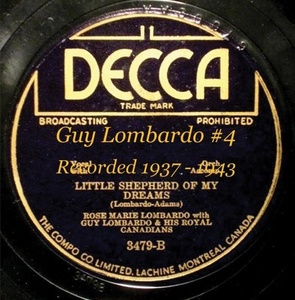 DECCA
TRADE MARK
BROADCASTING PROHIBITED
Guy Lombardo #4
Recorded 1937 - 1943
Vocal
LITTLE SHEPHERD OF MY
DREAMS
(Lombardo-Adams)
ROSE MARIE LOMBARDO with
GUY LOMBARDO & HIS ROYAL
CANADIANS
3479-B
THE COMPO CO LIMITED. LACHINE MONTREAL CANADA